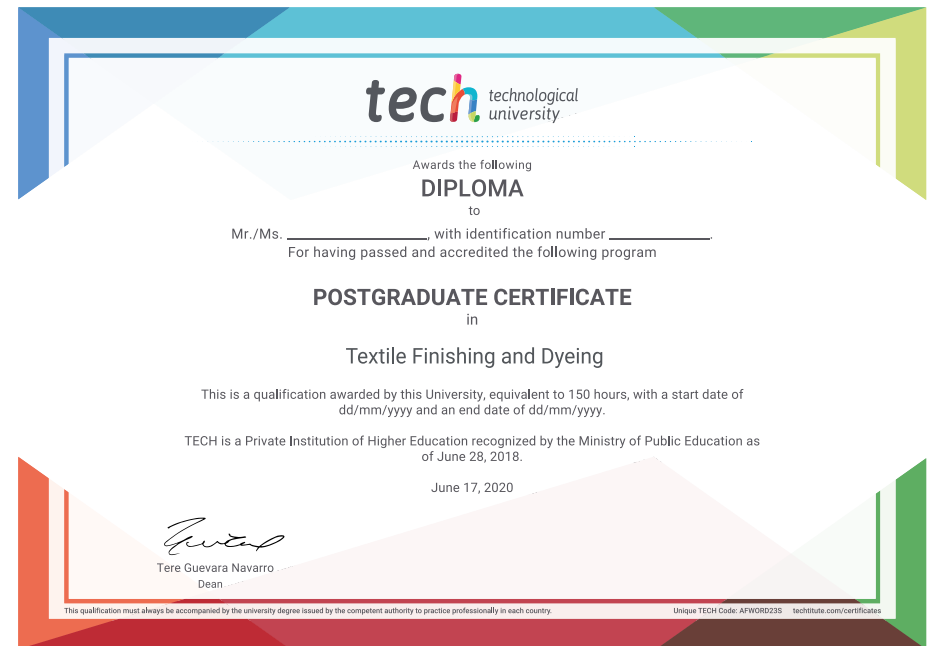 tech technological
university
Awards the following
DIPLOMA
to
Mr./Ms. ____________________, with identification number ______________.
For having passed and accredited the following program
POSTGRADUATE CERTIFICATE
in
Textile Finishing and Dyeing
This is a qualification awarded by this University, equivalent to 150 hours, with a start date of
dd/mm/yyyy and an end date of dd/mm/yyyy.
TECH is a Private Institution of Higher Education recognized by the Ministry of Public Education as
of June 28, 2018.
June 17, 2020
Tere Guevara Navarro
Dean
This qualification must always be accompanied by the university degree issued by the competent authority to practice professionally in each country. Unique TECH Code: AFWORD23S techtitute.com/certificates